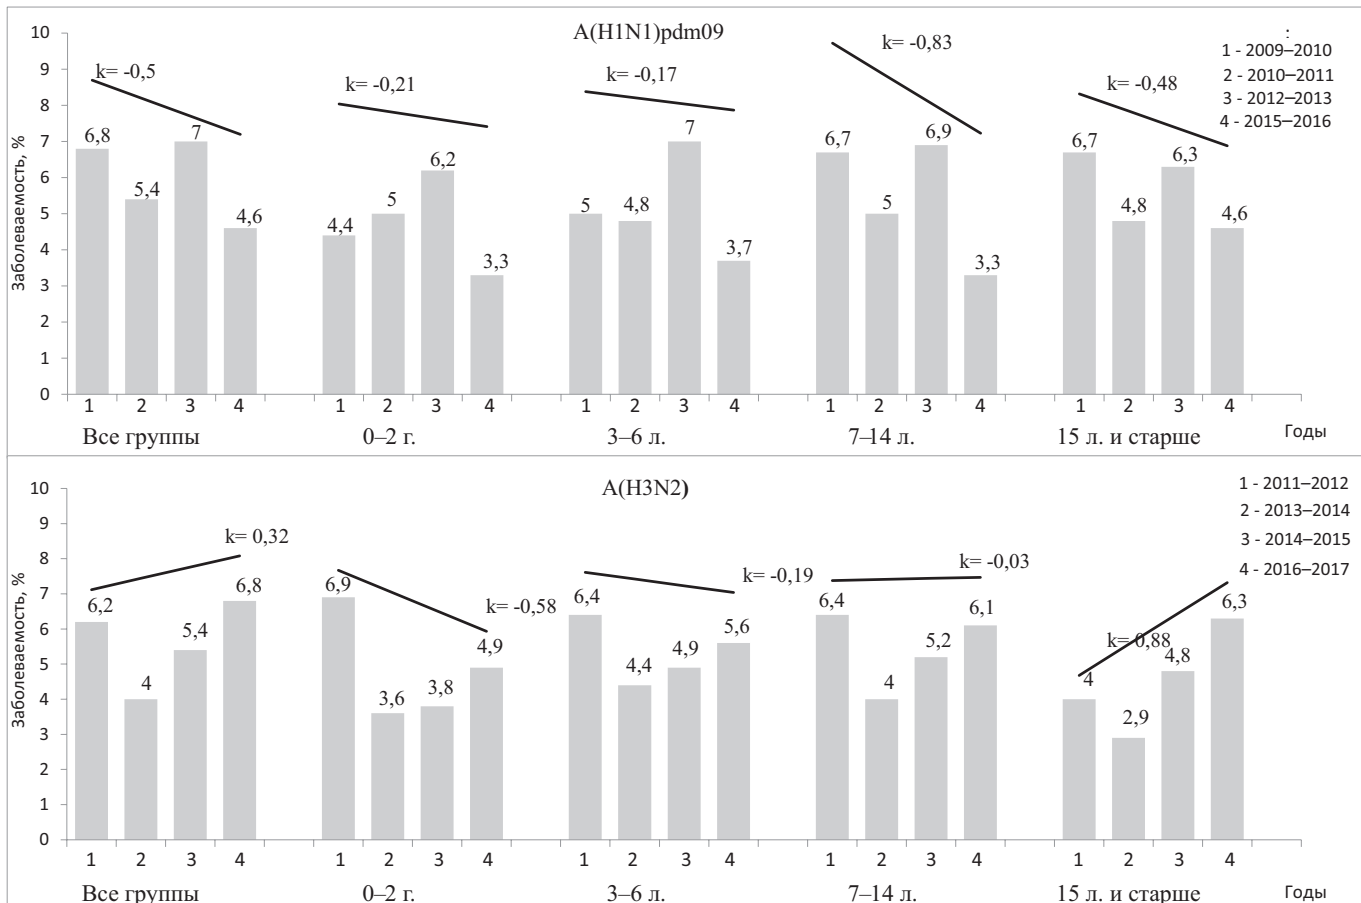 A(H1N1)pdm09
:
1 - 2009–2010
2 - 2010–2011
3 - 2012–2013
4 - 2015–2016
Заболеваемость, %
10
9
8
7
6
5
4
3
2
1
0
k= -0,5
k= -0,21
k= -0,17
k= -0,83
k= -0,48
6,8 5,4 7 4,6
4,4 5 6,2 3,3
5 4,8 7 3,7
6,7 5 6,9 3,3
6,7 4,8 6,3 4,6
1 2 3 4 1 2 3 4 1 2 3 4 1 2 3 4 1 2 3 4
Все группы 0–2 г. 3–6 л. 7–14 л. 15 л. и старше Годы
A(H3N2)
1 - 2011–2012
2 - 2013–2014
3 - 2014–2015
4 - 2016–2017
Заболеваемость, %
10
9
8
7
6
5
4
3
2
1
0
k= 0,32
k= -0,58
k= -0,19
k= -0,03
k= 0,88
6,2 4 5,4 6,8
6,9 3,6 3,8 4,9
6,4 4,4 4,9 5,6
6,4 4 5,2 6,1
4 2,9 4,8 6,3
1 2 3 4 1 2 3 4 1 2 3 4 1 2 3 4 1 2 3 4
Все группы 0–2 г. 3–6 л. 7–14 л. 15 л. и старше Годы